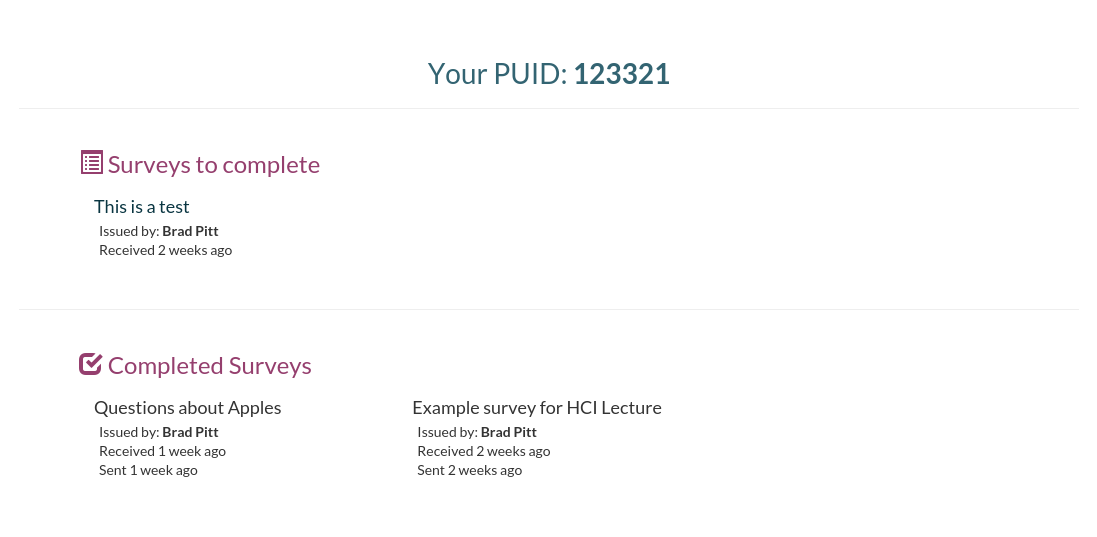 Your PUID: 123321
Surveys to complete
This is a test
Issued by: Brad Pitt
Received 2 weeks ago
Completed Surveys
Questions about Apples
Issued by: Brad Pitt
Received 1 week ago
Sent 1 week ago
Example survey for HCI Lecture
Issued by: Brad Pitt
Received 2 weeks ago
Sent 2 weeks ago